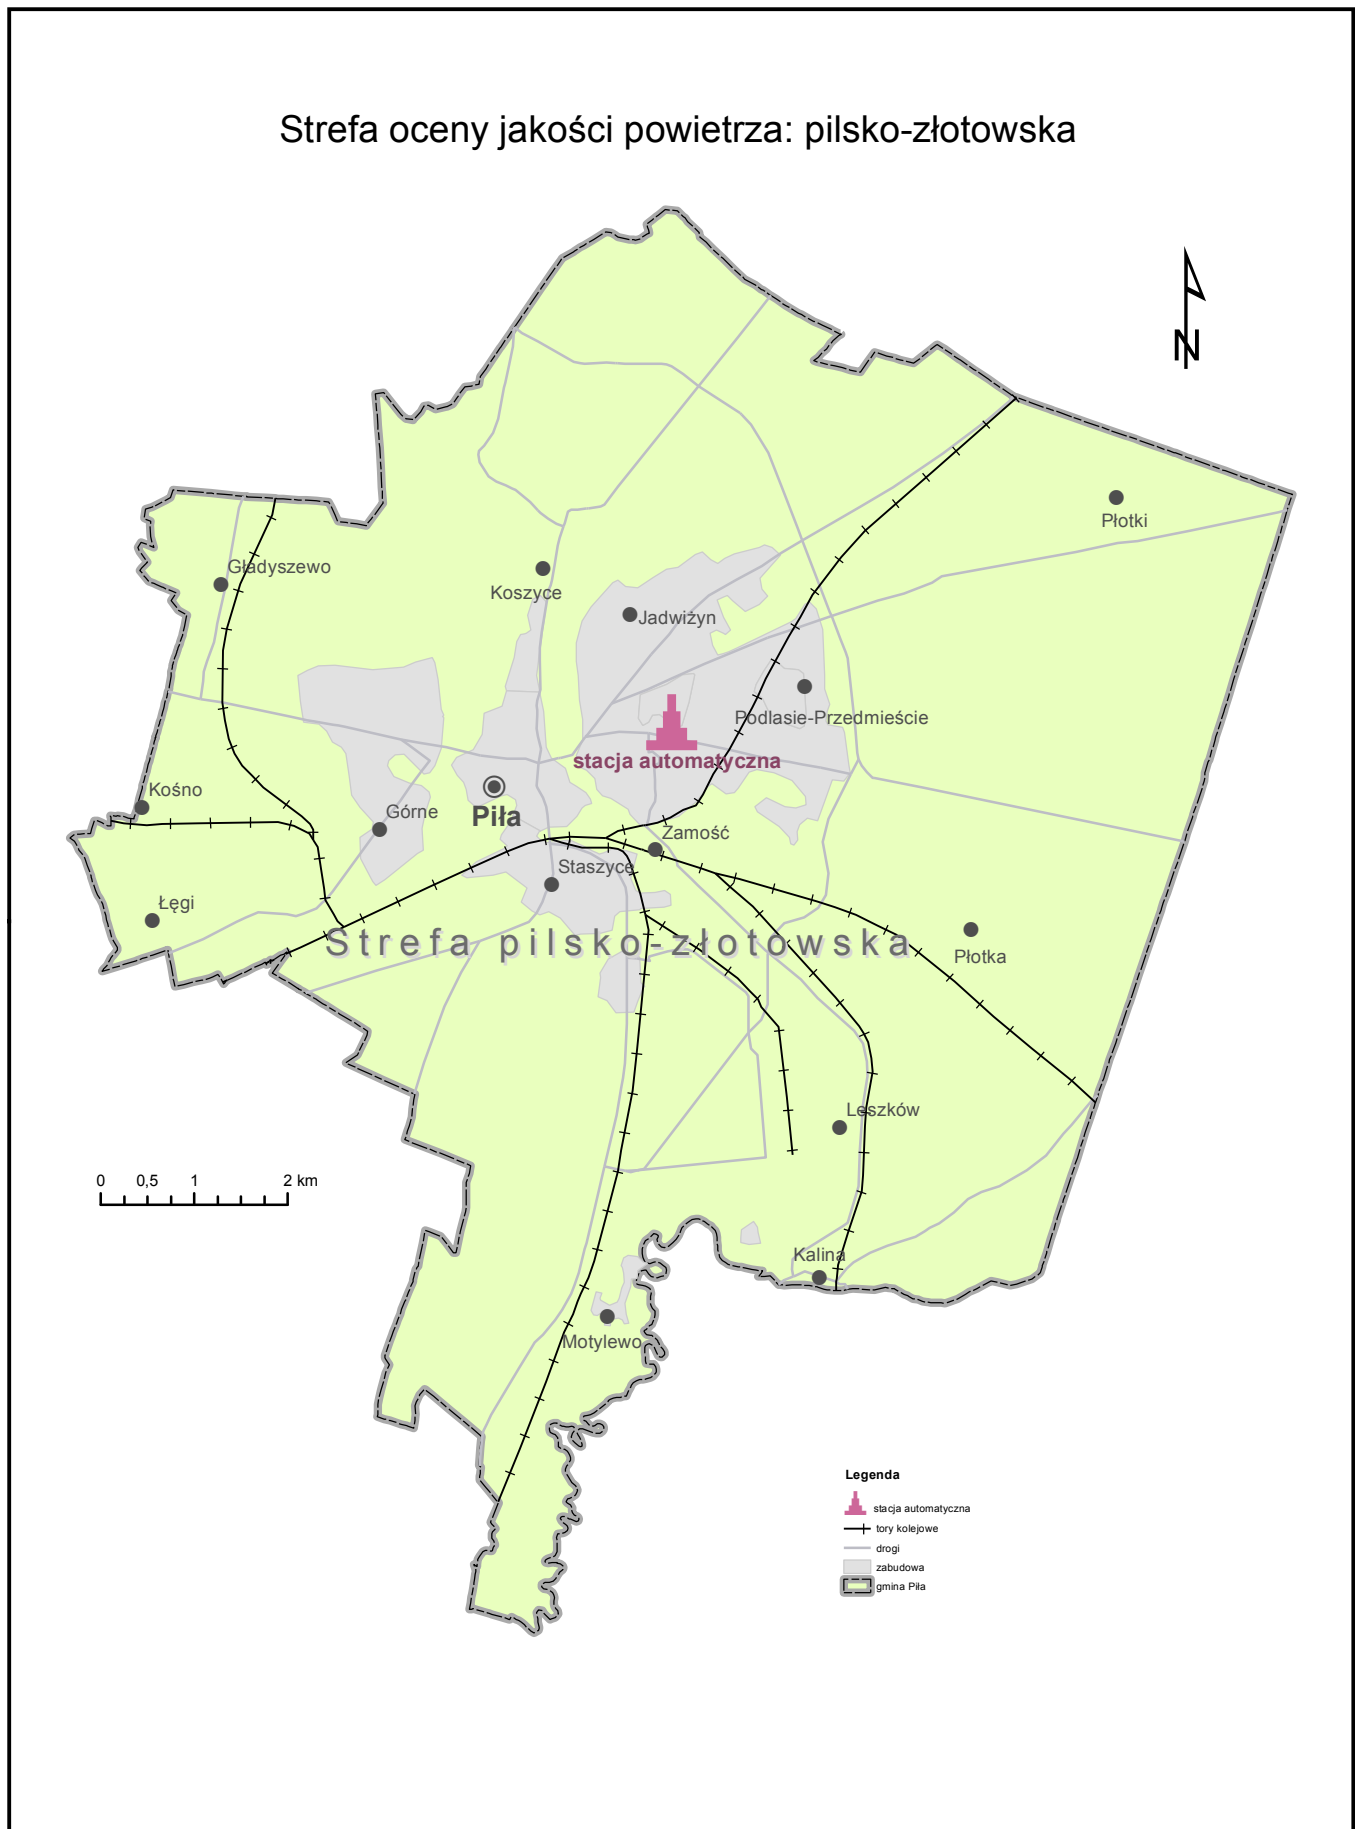 Strefa oceny jakości powietrza: pilsko-złotowska
N
Płotki
Gładyszewo
Koszyce
Jadwiżyn
Podlasie-Przedmieście
stacja automatyczna
Kośno
Górne
Piła
Zamość
Staszyce
Łęgi
Strefa pilsko-złotowska
Płotka
Leszków
0 0,5 1 2 km
Kalina
Motylewo
Legenda
stacja automatyczna
tory kolejowe
drogi
zabudowa
gmina Piła